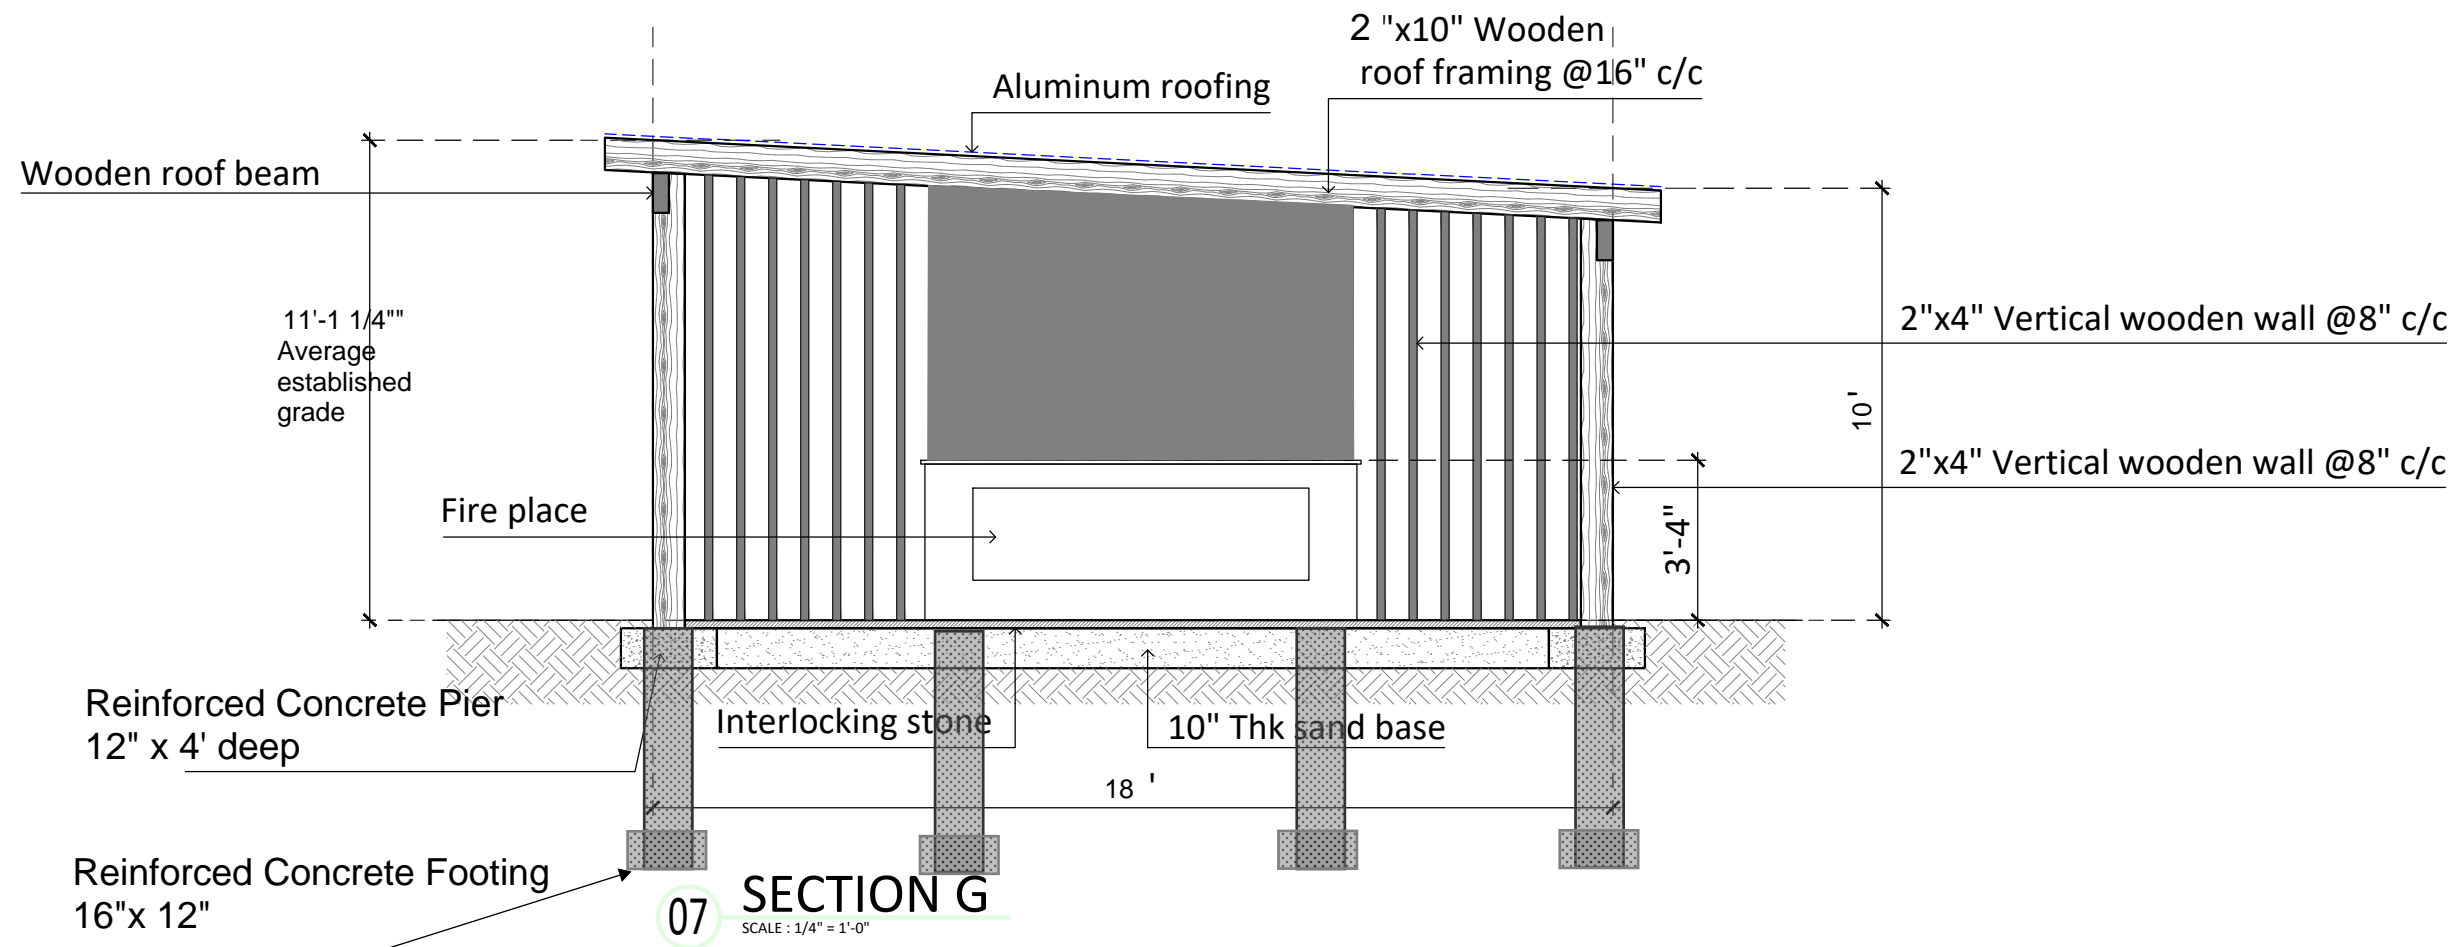 2 "x10" Wooden
roof framing @16" c/c
Aluminum roofing
Wooden roof beam
11'-1 1/4""
Average
established
grade
2"x4" Vertical wooden wall @8" c/c
10'
2"x4" Vertical wooden wall @8" c/c
Fire place
3'-4"
Reinforced Concrete Pier
12" x 4' deep
Interlocking stone
10" Thk sand base
18 '
Reinforced Concrete Footing
16"x 12"
07
SECTION G
SCALE : 1/4" = 1'-0"